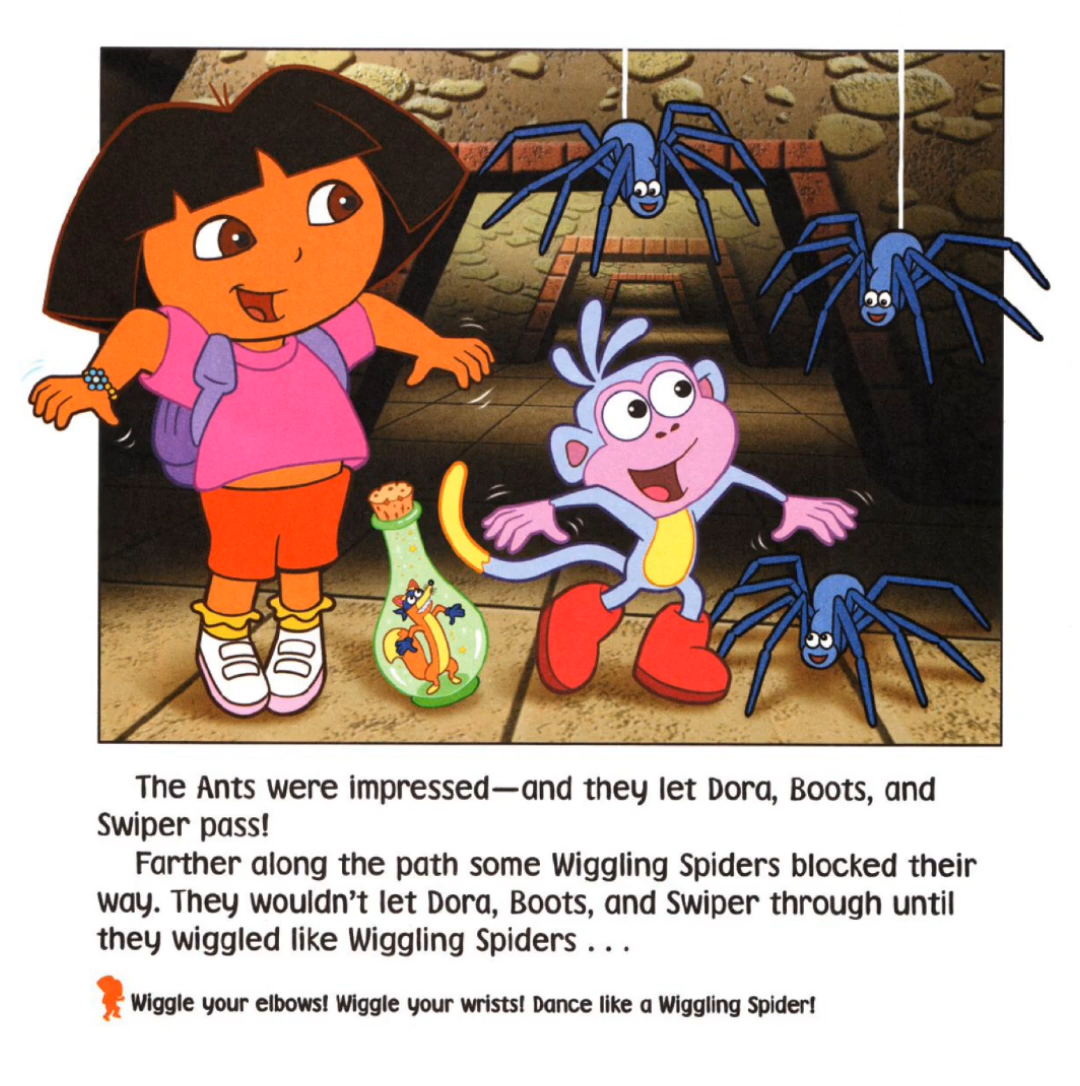 The Ants were impressed—and they let Dora, Boots, and
Swiper pass!
Farther along the path some Wiggling Spiders blocked their
way. They wouldn't let Dora, Boots, and Swiper through until
they wiggled like Wiggling Spiders . . .
Wiggle your elbows! Wiggle your wrists! Dance like a Wiggling Spider!